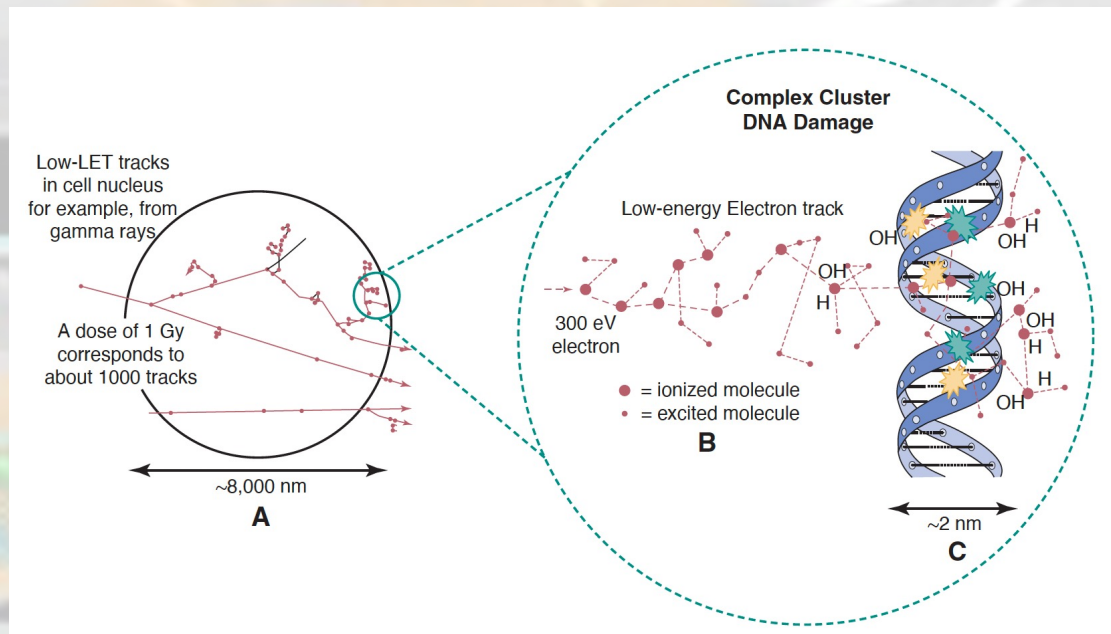 Low-LET tracks
in cell nucleus
for example, from
gamma rays
A dose of 1 Gy
corresponds to
about 1000 tracks
~8,000 nm
A
Complex Cluster
DNA Damage
Low-energy Electron track
300 eV
electron
OH
H
= ionized molecule
= excited molecule
B
OH
H
OH
OH
OH
H
H
OH
~2 nm
C